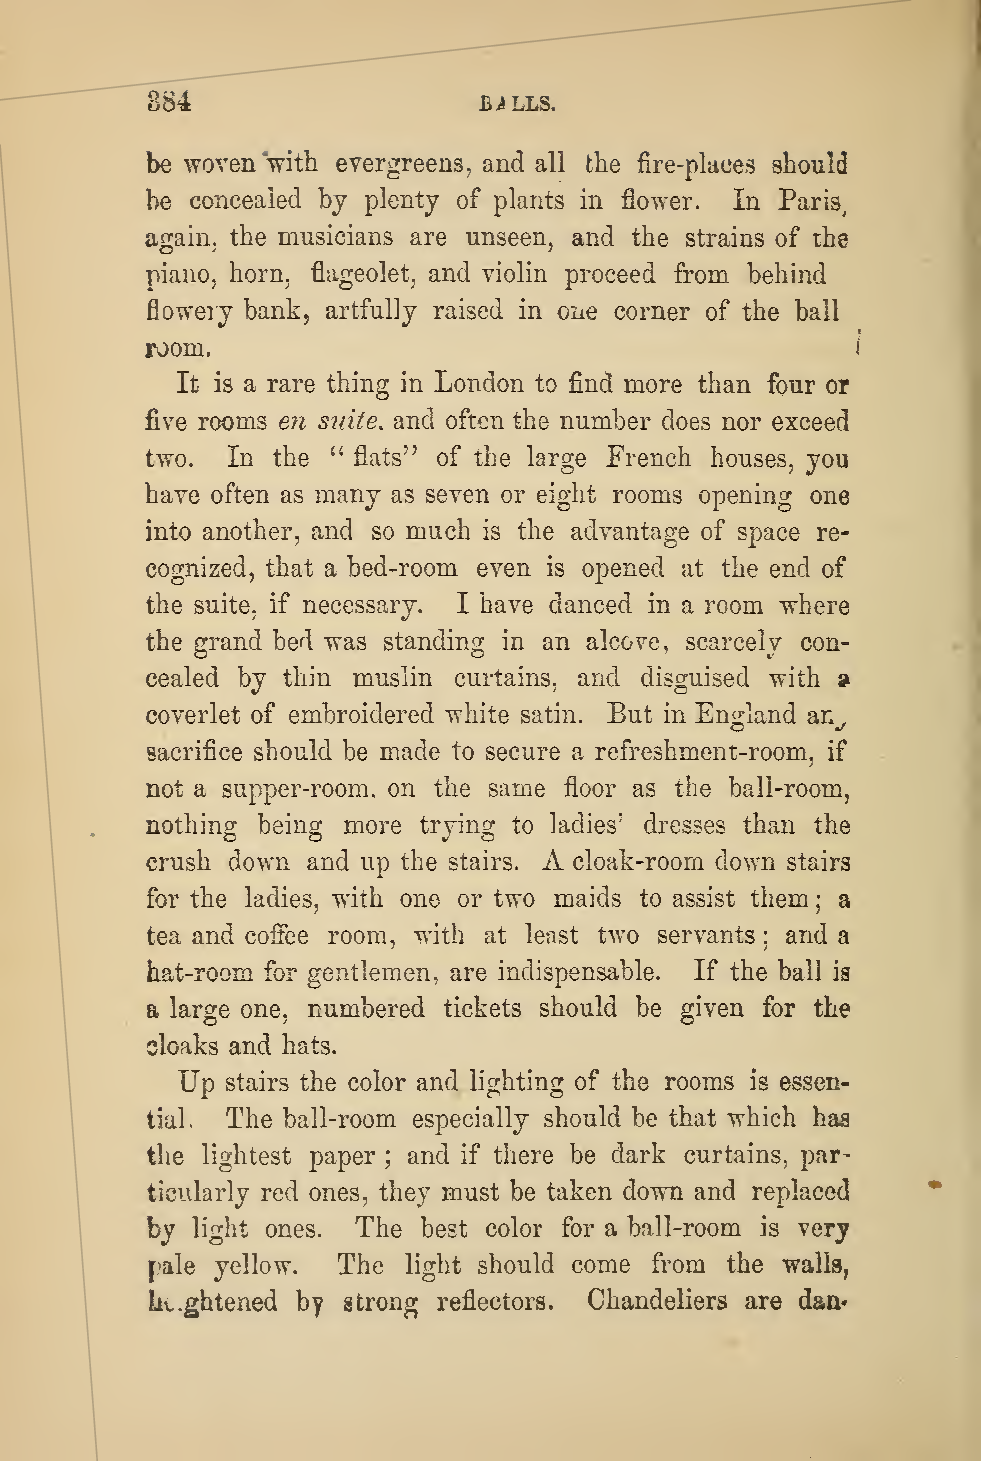 384 BALLS.
be woven with evergreens, and all the fire-places should
be concealed by plenty of plants in flower. In Paris,
again, the musicians are unseen, and the strains of the
piano, horn, flageolet, and violin proceed from behind
flowery bank, artfully raised in one corner of the ball
room.
It is a rare thing in London to find more than four or
five rooms en suite, and often the number does nor exceed
two. In the “ flats” of the large French houses, you
have often as many as seven or eight rooms opening one
into another, and so much is the advantage of space re-
cognized, that a bed-room even is opened at the end of
the suite, if necessary. I have danced in a room where
the grand bed was standing in an alcove, scarcely con-
cealed by thin muslin curtains, and disguised with a
coverlet of embroidered white satin. But in England any
sacrifice should be made to secure a refreshment-room, if
not a supper-room, on the same floor as the ball-room,
nothing being more trying to ladies’ dresses than the
crush down and up the stairs. A cloak-room down stairs
for the ladies, with one or two maids to assist them; a
tea and coffee room, with at least two servants; and a
hat-room for gentlemen, are indispensable. If the ball is
a large one, numbered tickets should be given for the
cloaks and hats.
Up stairs the color and lighting of the rooms is essen-
tial. The ball-room especially should be that which has
the lightest paper; and if there be dark curtains, par-
ticularly red ones, they must be taken down and replaced
by light ones. The best color for a ball-room is very
pale yellow. The light should come from the walls,
heightened by strong reflectors. Chandeliers are dan-